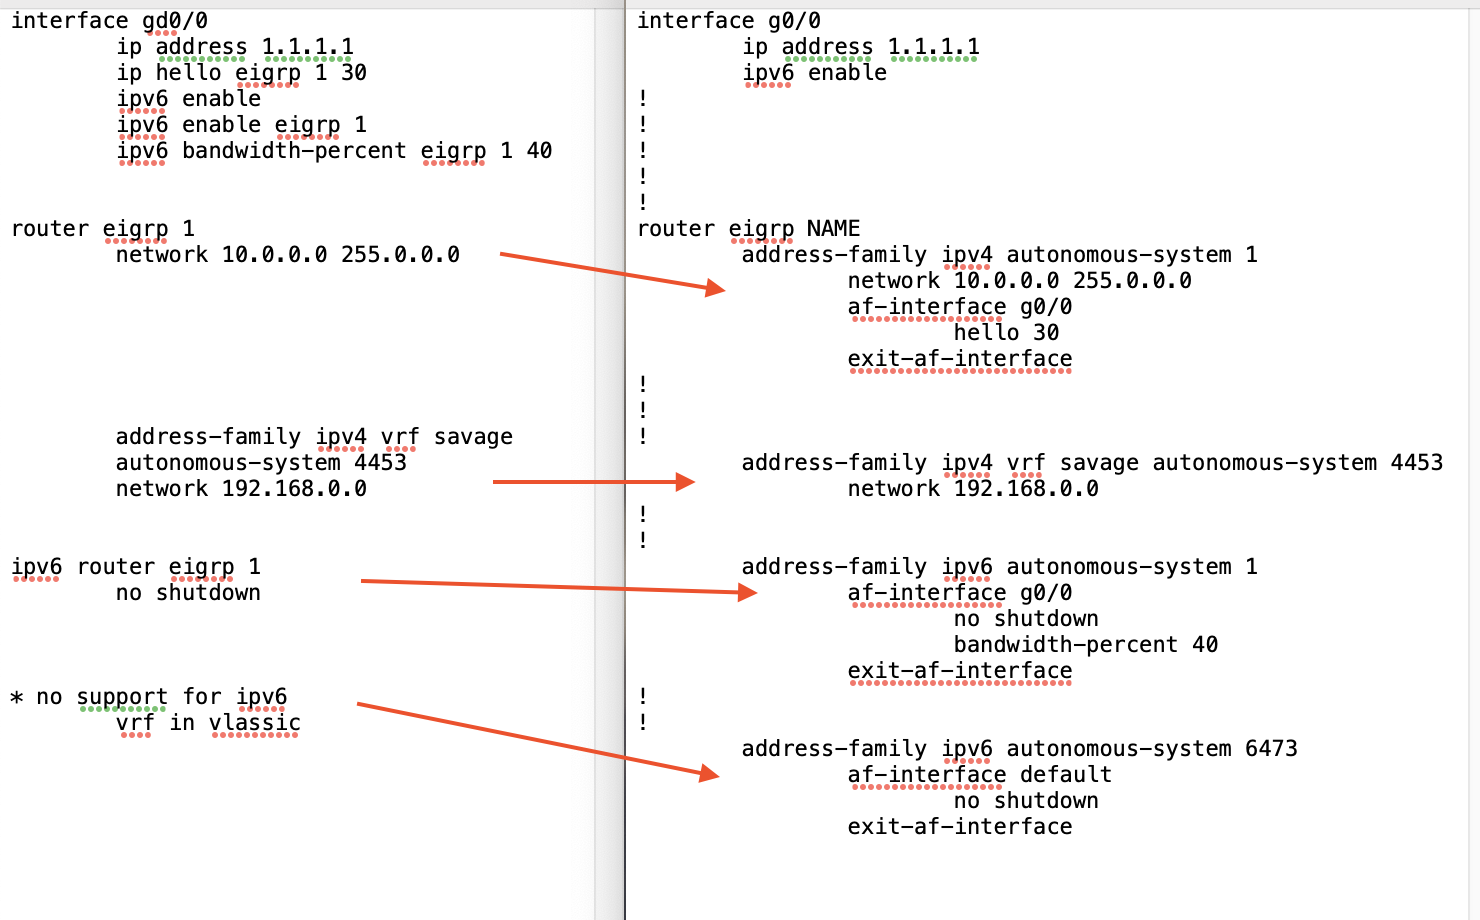 interface gd0/0
ip address 1.1.1.1
ip hello eigrp 1 30
ipv6 enable
ipv6 enable eigrp 1
ipv6 bandwidth-percent eigrp 1 40
router eigrp 1
network 10.0.0.0 255.0.0.0
address-family ipv4 vrf savage
autonomous-system 4453
network 192.168.0.0
ipv6 router eigrp 1
no shutdown
* no support for ipv6
vrf in vlassic
interface g0/0
ip address 1.1.1.1
ipv6 enable
!
!
!
!
!
router eigrp NAME
address-family ipv4 autonomous-system 1
network 10.0.0.0 255.0.0.0
af-interface g0/0
hello 30
exit-af-interface
!
!
!
address-family ipv4 vrf savage autonomous-system 4453
network 192.168.0.0
!
!
address-family ipv6 autonomous-system 1
af-interface g0/0
no shutdown
bandwidth-percent 40
exit-af-interface
!
!
address-family ipv6 autonomous-system 6473
af-interface default
no shutdown
exit-af-interface